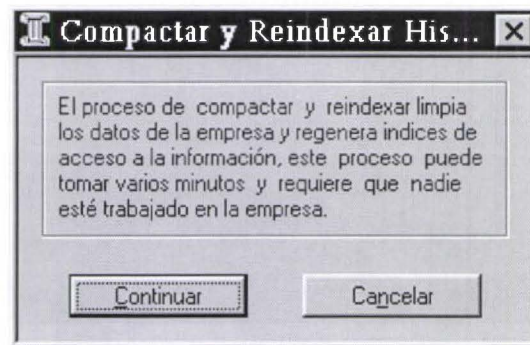 Compactar y Reindexar His...
El proceso de compactar y reindexar limpia
los datos de la empresa y regenera indices de
acceso a la información, este proceso puede
tomar varios minutos y requiere que nadie
esté trabajado en la empresa.
Continuar Cancelar